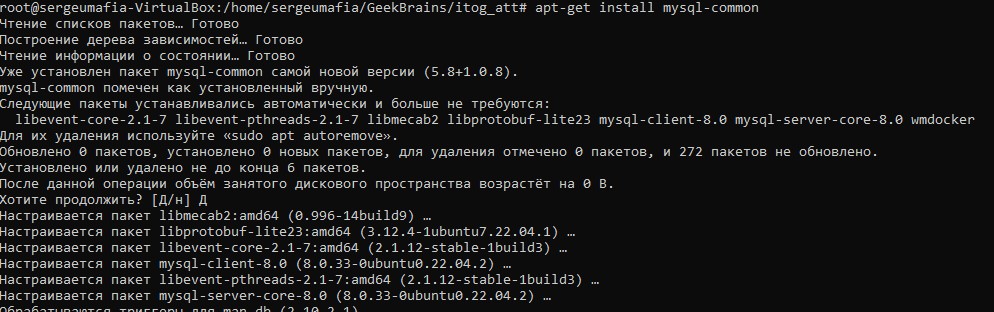 root@sergeumafia-VirtualBox:/home/sergeumafia/GeekBrains/itog_att# apt-get install mysql-common
Чтение списков пакетов… Готово
Построение дерева зависимостей… Готово
Чтение информации о состоянии… Готово
Уже установлен пакет mysql-common самой новой версии (5.8+1.0.8).
mysql-common помечен как установленный вручную.
Следующие пакеты устанавливались автоматически и больше не требуются:
  libevent-core-2.1-7 libevent-pthreads-2.1-7 libmecab2 libprotobuf-lite23 mysql-client-8.0 mysql-server-core-8.0 wmdocker
Для их удаления используйте «sudo apt autoremove».
Обновлено 0 пакетов, установлено 0 новых пакетов, для удаления отмечено 0 пакетов, и 272 пакетов не обновлено.
Установлено или удалено не до конца 6 пакетов.
После данной операции объём занятого дискового пространства возрастёт на 0 B.
Хотите продолжить? [Д/н] Д
Настраивается пакет libmecab2:amd64 (0.996-14build9) …
Настраивается пакет libprotobuf-lite23:amd64 (3.12.4-1ubuntu7.22.04.1) …
Настраивается пакет libevent-core-2.1-7:amd64 (2.1.12-stable-1build3) …
Настраивается пакет mysql-client-8.0 (8.0.33-0ubuntu0.22.04.2) …
Настраивается пакет libevent-pthreads-2.1-7:amd64 (2.1.12-stable-1build3) …
Настраивается пакет mysql-server-core-8.0 (8.0.33-0ubuntu0.22.04.2) …
Обрабатываются триггеры для man-db (2.10.2-1) …